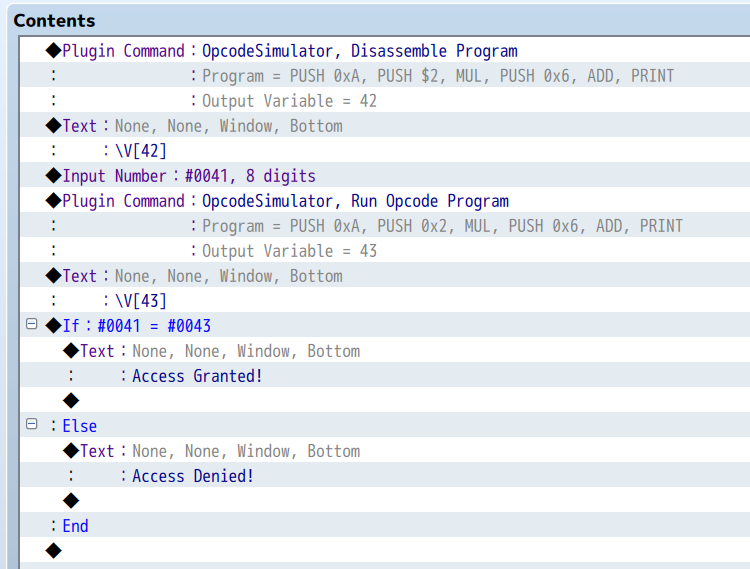 Contents
◆Plugin Command : OpcodeSimulator, Disassemble Program
: : Program = PUSH 0xA, PUSH $2, MUL, PUSH 0x6, ADD, PRINT
: : Output Variable = 42
◆Text : None, None, Window, Bottom
: : \V[42]
◆Input Number : #0041, 8 digits
◆Plugin Command : OpcodeSimulator, Run Opcode Program
: : Program = PUSH 0xA, PUSH 0x2, MUL, PUSH 0x6, ADD, PRINT
: : Output Variable = 43
◆Text : None, None, Window, Bottom
: : \V[43]
◆If : #0041 = #0043
◆Text : None, None, Window, Bottom
: : Access Granted!
◆
: Else
◆Text : None, None, Window, Bottom
: : Access Denied!
◆
: End
◆